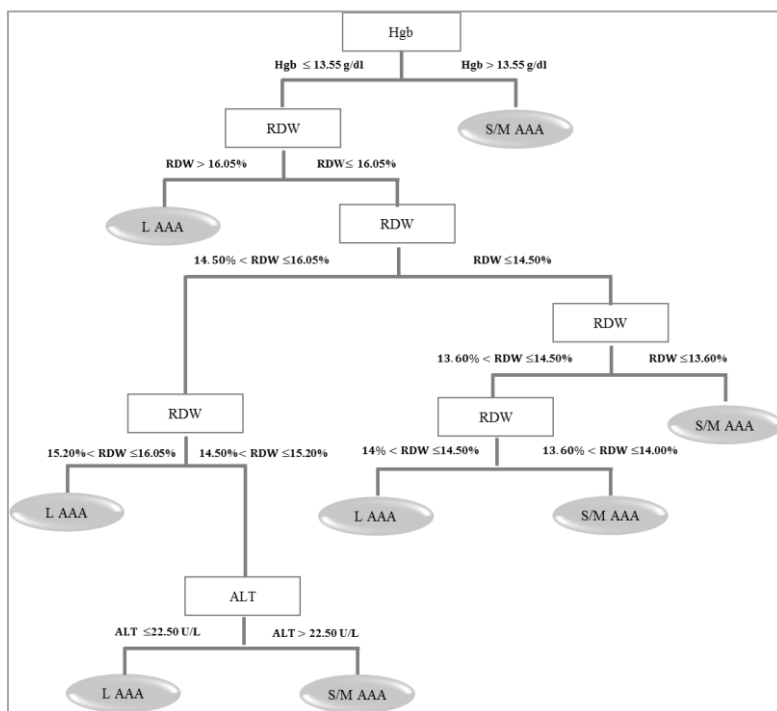 Hgb
Hgb ≤ 13.55 g/dl
Hgb > 13.55 g/dl
RDW
S/M AAA
RDW > 16.05%
RDW≤ 16.05%
L AAA
RDW
14.50% < RDW ≤16.05%
RDW ≤14.50%
RDW
13.60% < RDW ≤14.50%
RDW ≤13.60%
RDW
RDW
S/M AAA
15.20%< RDW ≤16.05%
14.50%< RDW ≤15.20%
14% < RDW ≤14.50%
13.60% < RDW ≤14.00%
L AAA
L AAA
S/M AAA
ALT
ALT ≤22.50 U/L
ALT > 22.50 U/L
L AAA
S/M AAA